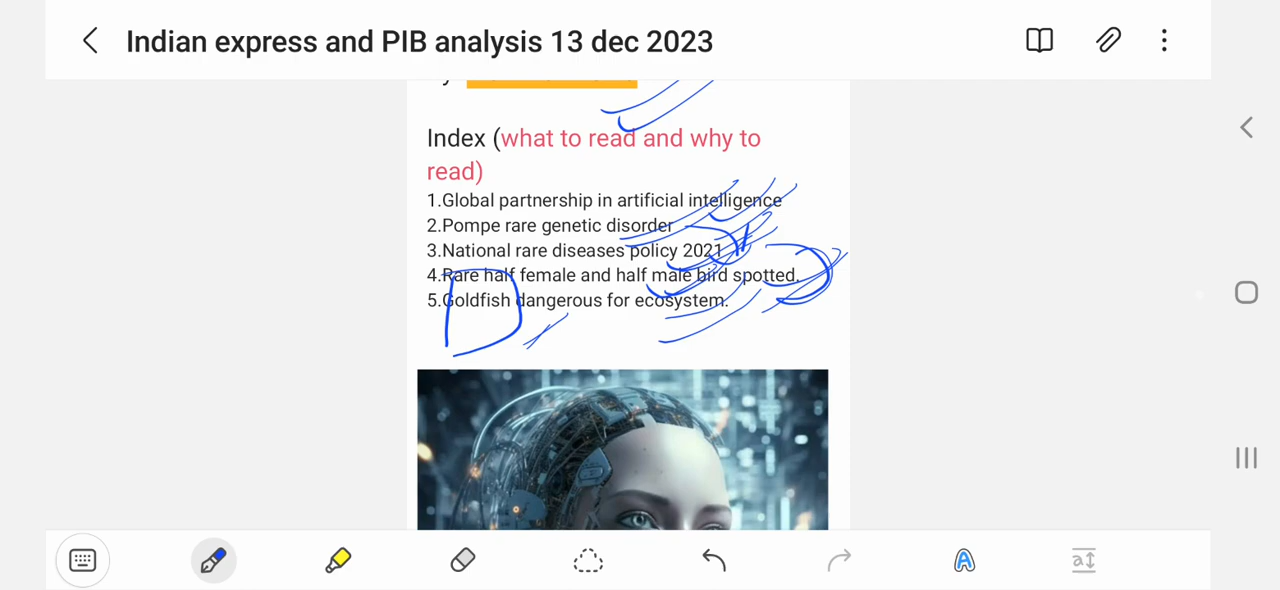 Indian express and PIB analysis 13 dec 2023
Index (what to read and why to
read)
1.Global partnership in artificial intelligence
2.Pompe rare genetic disorder
3.National rare diseases policy 2021
4.Rare half female and half male bird spotted.
5.Goldfish dangerous for ecosystem.